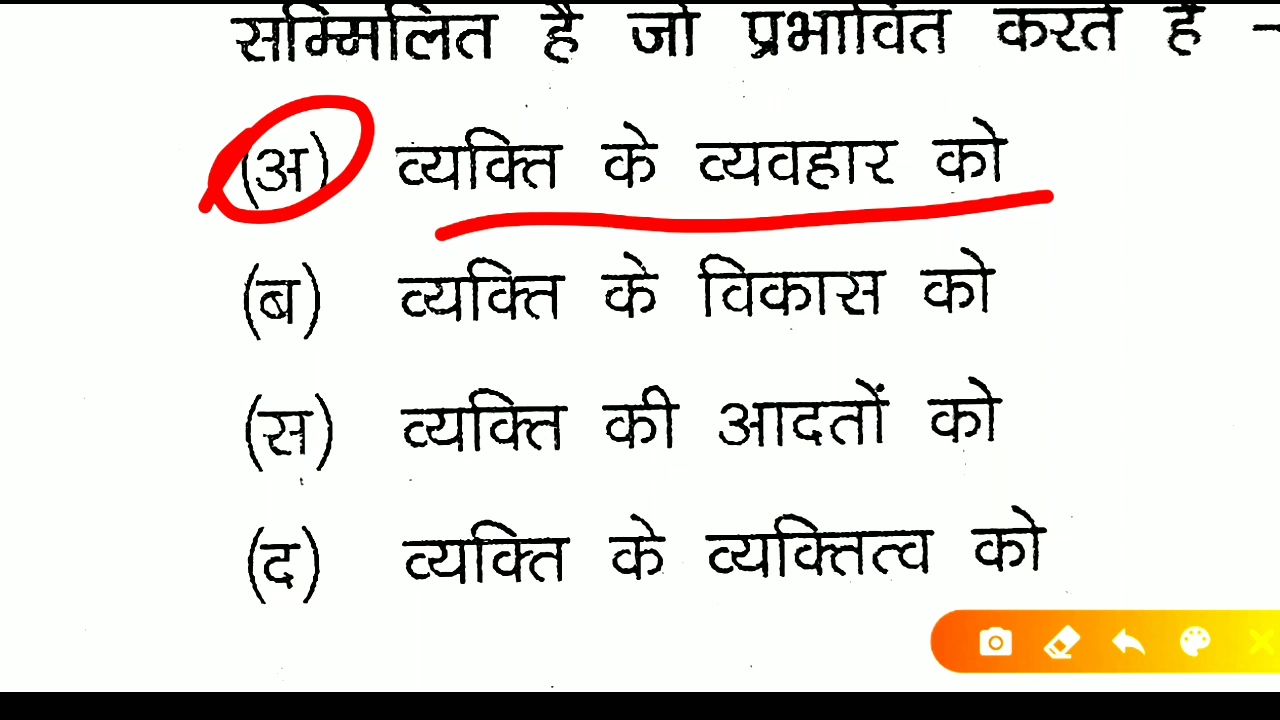 सम्मिलित है जो प्रभावित करते हैं -
(अ) व्यक्ति के व्यवहार को
(ब) व्यक्ति के विकास को
(स) व्यक्ति की आदतों को
(द) व्यक्ति के व्यक्तित्व को